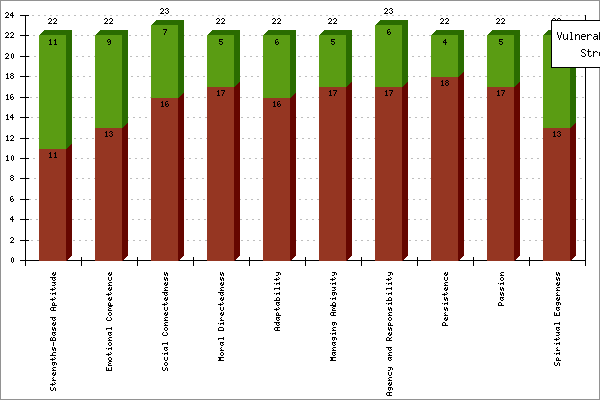 23 23
24 22 22 22 22 22 22 22
Vulnerab
Stre
22 11 9 7 5 6 5 6 4 5
20
18 18
17 17 17 17
16 16 16
14 13 13
12
11
10
8
6
4
2
0
Strengths-Based Aptitude
Emotional Competence
Social Connectedness
Moral Directedness
Adaptability
Managing Ambiguity
Agency and Responsibility
Persistence
Passion
Spiritual Eagerness